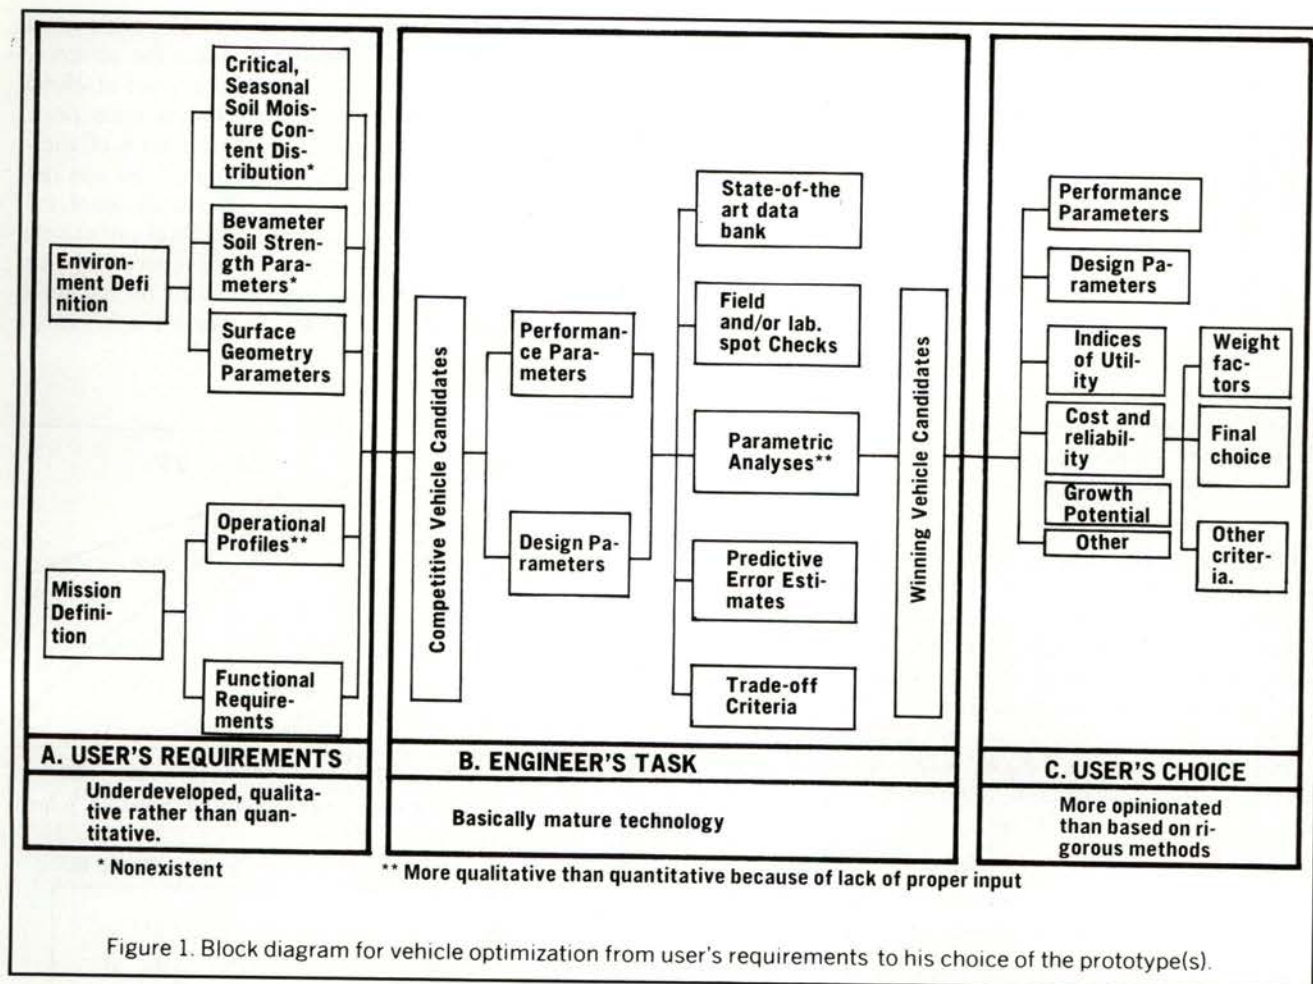 Critical,
Seasonal
Soil Mois-
ture Con-
tent Dis-
tribution*
Bevameter
Soil Stren-
gth Para-
meters*
Environ-
ment Defi
nition
Surface
Geometry
Parameters
Operational
Profiles**
Mission
Defini-
tion
Functional
Require-
ments
A. USER'S REQUIREMENTS
Underdeveloped, qualita-
tive rather than quan-
titative.
Competitive Vehicle Candidates
Performan-
ce Para-
meters
Design Pa-
rameters
State-of-the
art data
bank
Field
and/or lab.
spot Checks
Parametric
Analyses**
Predictive
Error Esti-
mates
Trade-off
Criteria
Winning Vehicle Candidates
B. ENGINEER'S TASK
Basically mature technology
Performance
Parameters
Design Pa-
rameters
Indices
of Util-
ity
Cost and
reliabil-
ity
Growth
Potential
Other
Weight
fac-
tors
Final
choice
Other
criter-
ia.
C. USER'S CHOICE
More opinionated
than based on ri-
gorous methods
* Nonexistent
** More qualitative than quantitative because of lack of proper input
Figure 1. Block diagram for vehicle optimization from user's requirements to his choice of the prototype(s).